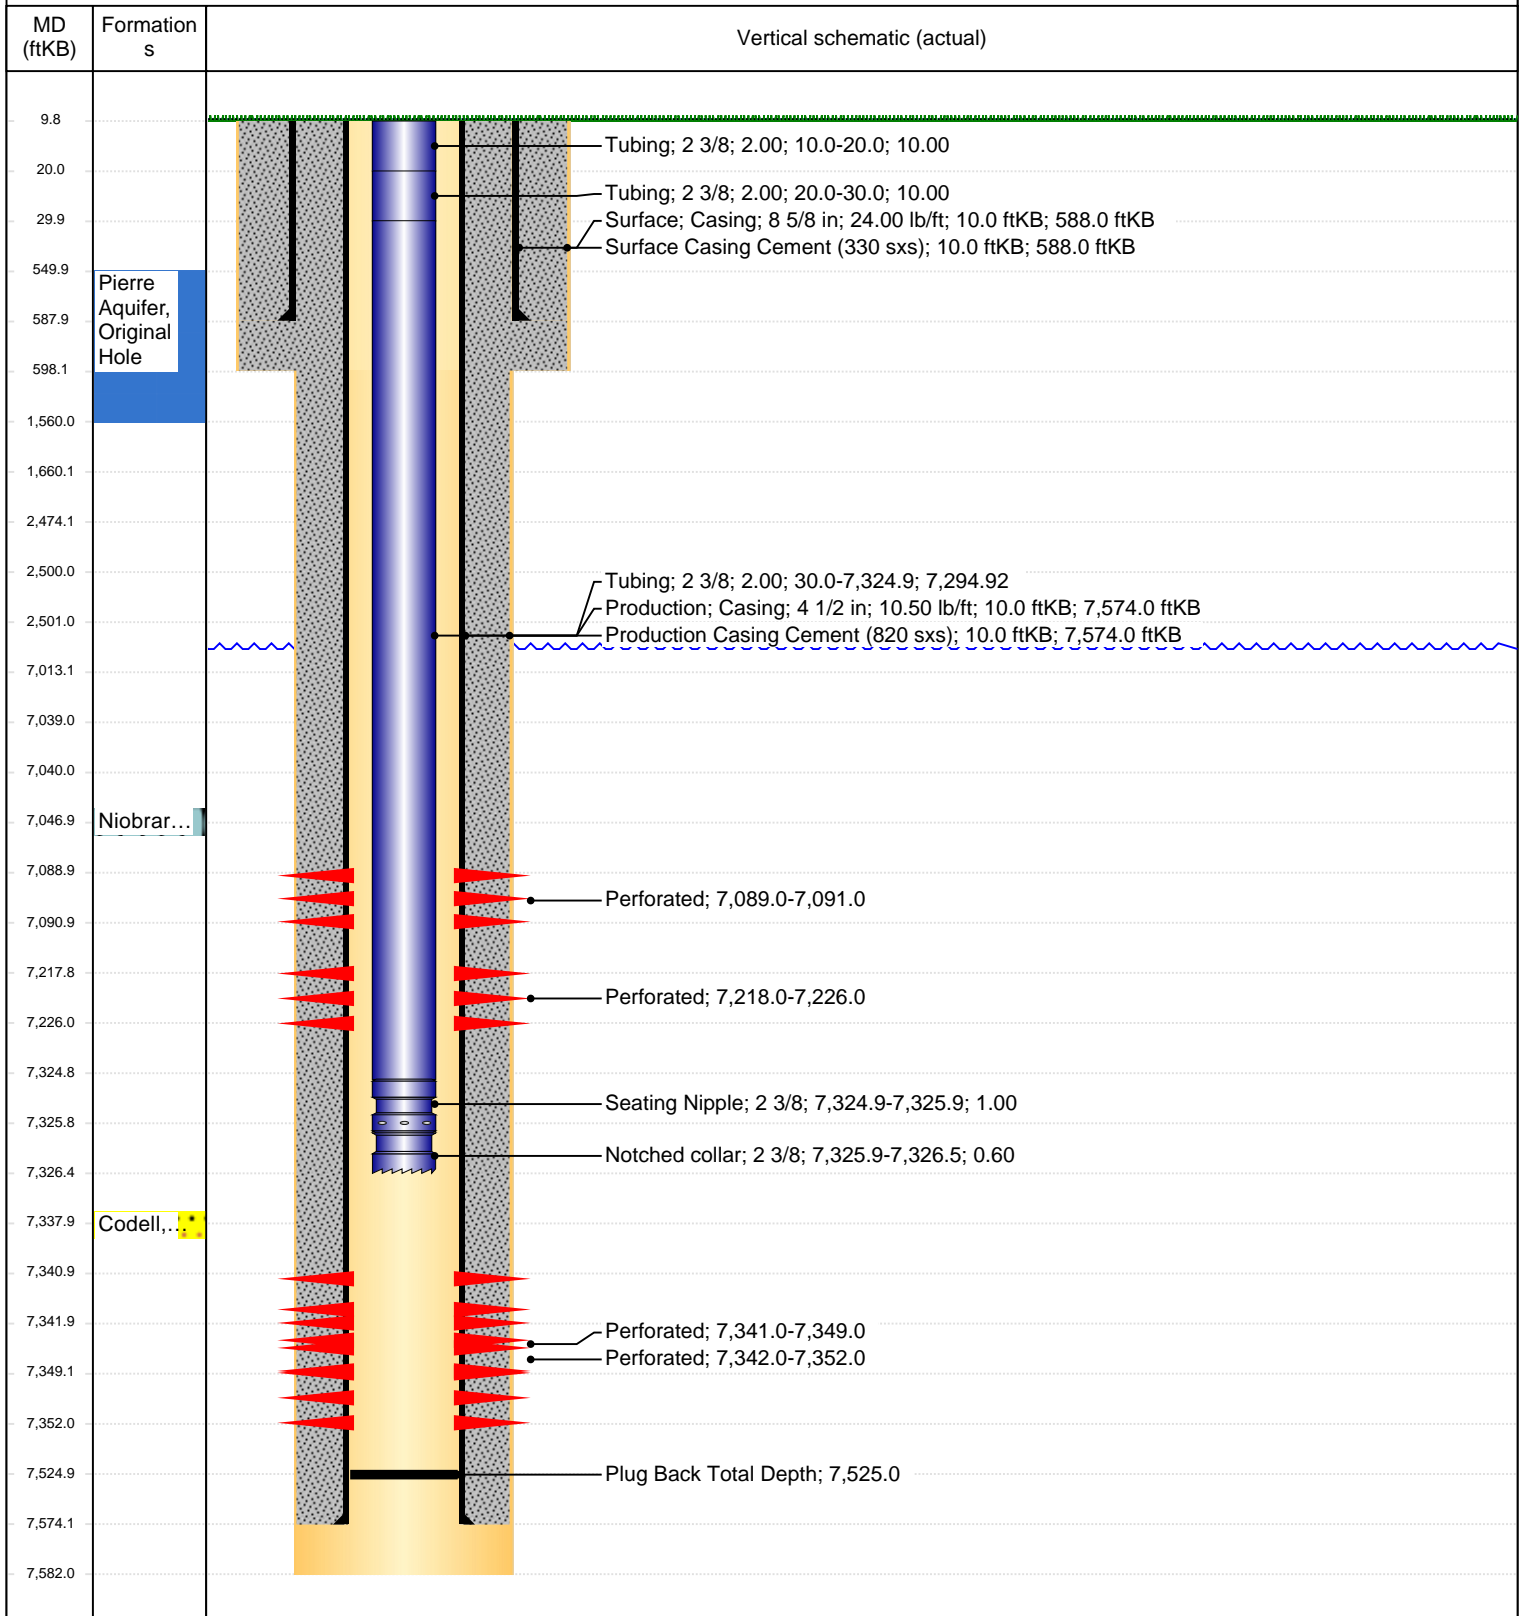 MD
(ftKB)
Formation
s
Vertical schematic (actual)
9.8
Tubing; 2 3/8; 2.00; 10.0-20.0; 10.00
20.0
Tubing; 2 3/8; 2.00; 20.0-30.0; 10.00
29.9
Surface; Casing; 8 5/8 in; 24.00 lb/ft; 10.0 ftKB; 588.0 ftKB
Surface Casing Cement (330 sxs); 10.0 ftKB; 588.0 ftKB
549.9
Pierre
Aquifer,
Original
Hole
587.9
598.1
1,560.0
1,660.1
2,474.1
2,500.0
Tubing; 2 3/8; 2.00; 30.0-7,324.9; 7,294.92
Production; Casing; 4 1/2 in; 10.50 lb/ft; 10.0 ftKB; 7,574.0 ftKB
2,501.0
Production Casing Cement (820 sxs); 10.0 ftKB; 7,574.0 ftKB
7,013.1
7,039.0
7,040.0
7,046.9
Niobrar…
7,088.9
Perforated; 7,089.0-7,091.0
7,090.9
7,217.8
Perforated; 7,218.0-7,226.0
7,226.0
7,324.8
Seating Nipple; 2 3/8; 7,324.9-7,325.9; 1.00
7,325.8
Notched collar; 2 3/8; 7,325.9-7,326.5; 0.60
7,326.4
7,337.9
Codell,…
7,340.9
7,341.9
Perforated; 7,341.0-7,349.0
Perforated; 7,342.0-7,352.0
7,349.1
7,352.0
7,524.9
Plug Back Total Depth; 7,525.0
7,574.1
7,582.0